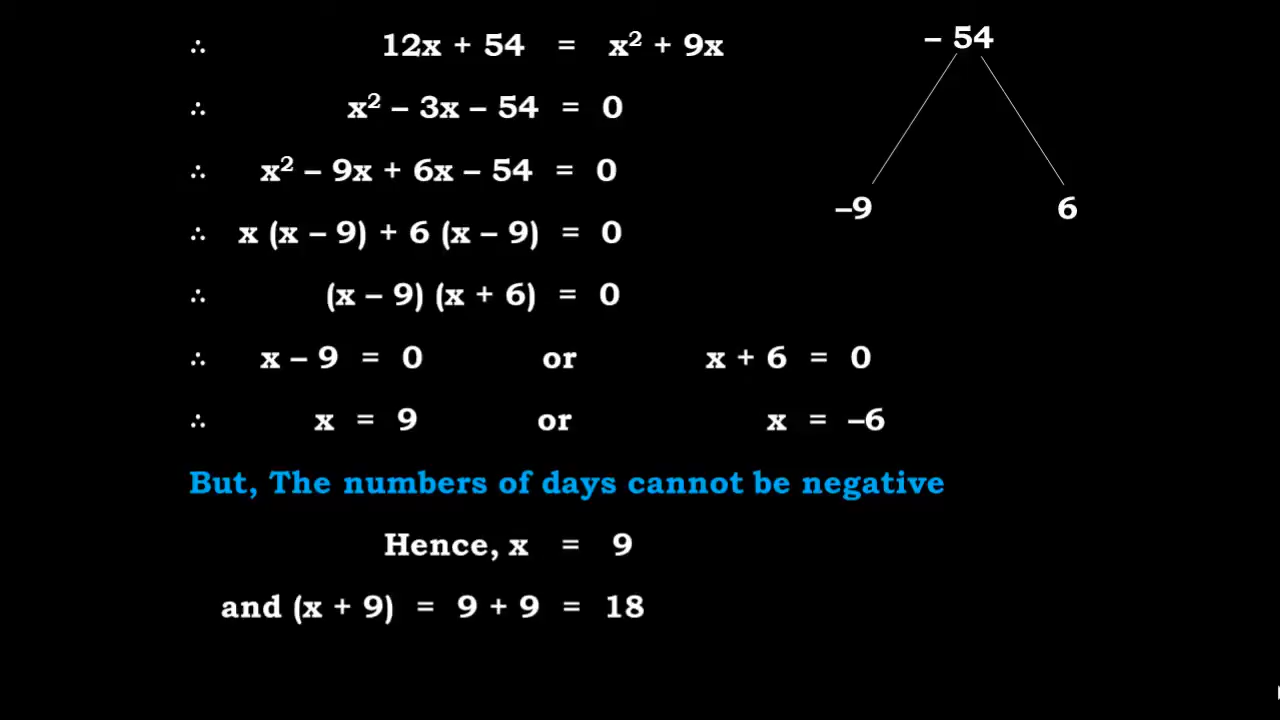 ∴ 12x + 54 = x² + 9x
– 54
∴ x² – 3x – 54 = 0
∴ x² – 9x + 6x – 54 = 0
–9 6
∴ x (x – 9) + 6 (x – 9) = 0
∴ (x – 9) (x + 6) = 0
∴ x – 9 = 0 or x + 6 = 0
∴ x = 9 or x = –6
But, The numbers of days cannot be negative
Hence, x = 9
and (x + 9) = 9 + 9 = 18